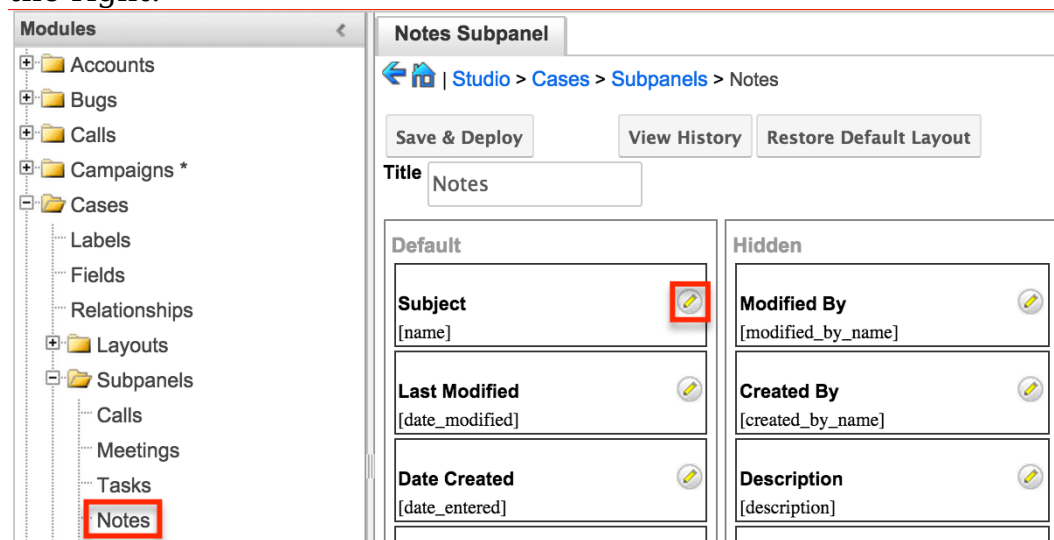 the right.
Modules
Accounts
Bugs
Calls
Campaigns *
Cases
Labels
Fields
Relationships
Layouts
Subpanels
Calls
Meetings
Tasks
Notes
Notes Subpanel
| Studio > Cases > Subpanels > Notes
Save & Deploy View History Restore Default Layout
Title Notes
Default
Subject
[name]
Last Modified
[date_modified]
Date Created
[date_entered]
Hidden
Modified By
[modified_by_name]
Created By
[created_by_name]
Description
[description]